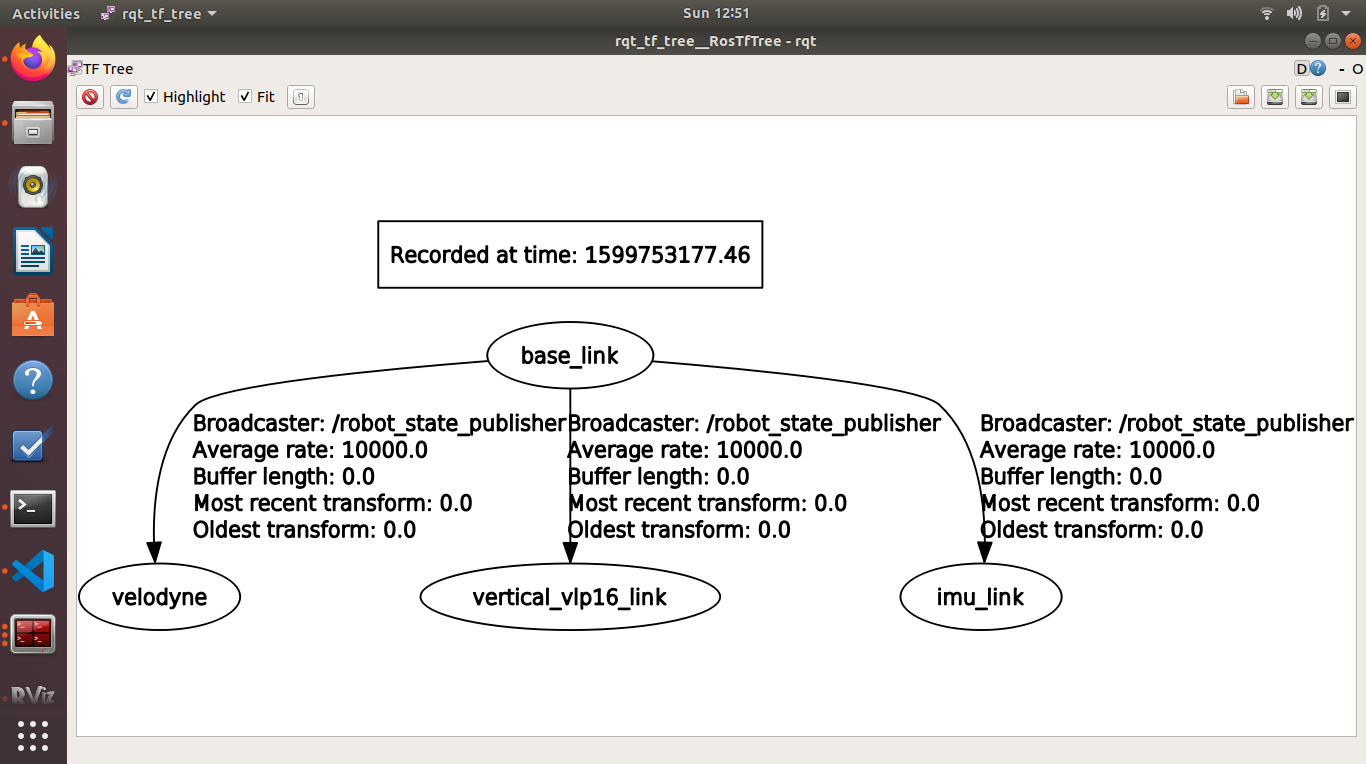 Activities rqt_tf_tree Sun 12:51
rqt_tf_tree__RosTfTree - rqt
TF Tree D ? - O
Highlight Fit 1
Recorded at time: 1599753177.46
base_link
Broadcaster: /robot_state_publisher
Average rate: 10000.0
Buffer length: 0.0
Most recent transform: 0.0
Oldest transform: 0.0
Broadcaster: /robot_state_publisher
Average rate: 10000.0
Buffer length: 0.0
Most recent transform: 0.0
Oldest transform: 0.0
Broadcaster: /robot_state_publisher
Average rate: 10000.0
Buffer length: 0.0
Most recent transform: 0.0
Oldest transform: 0.0
velodyne
vertical_vlp16_link
imu_link
RViz